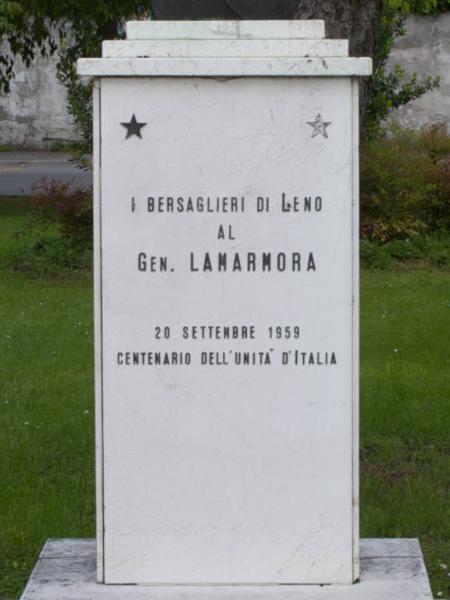 I BERSAGLIERI DI LENO
AL
GEN. LAMARMORA
20 SETTEMBRE 1959
CENTENARIO DELL'UNITA' D'ITALIA